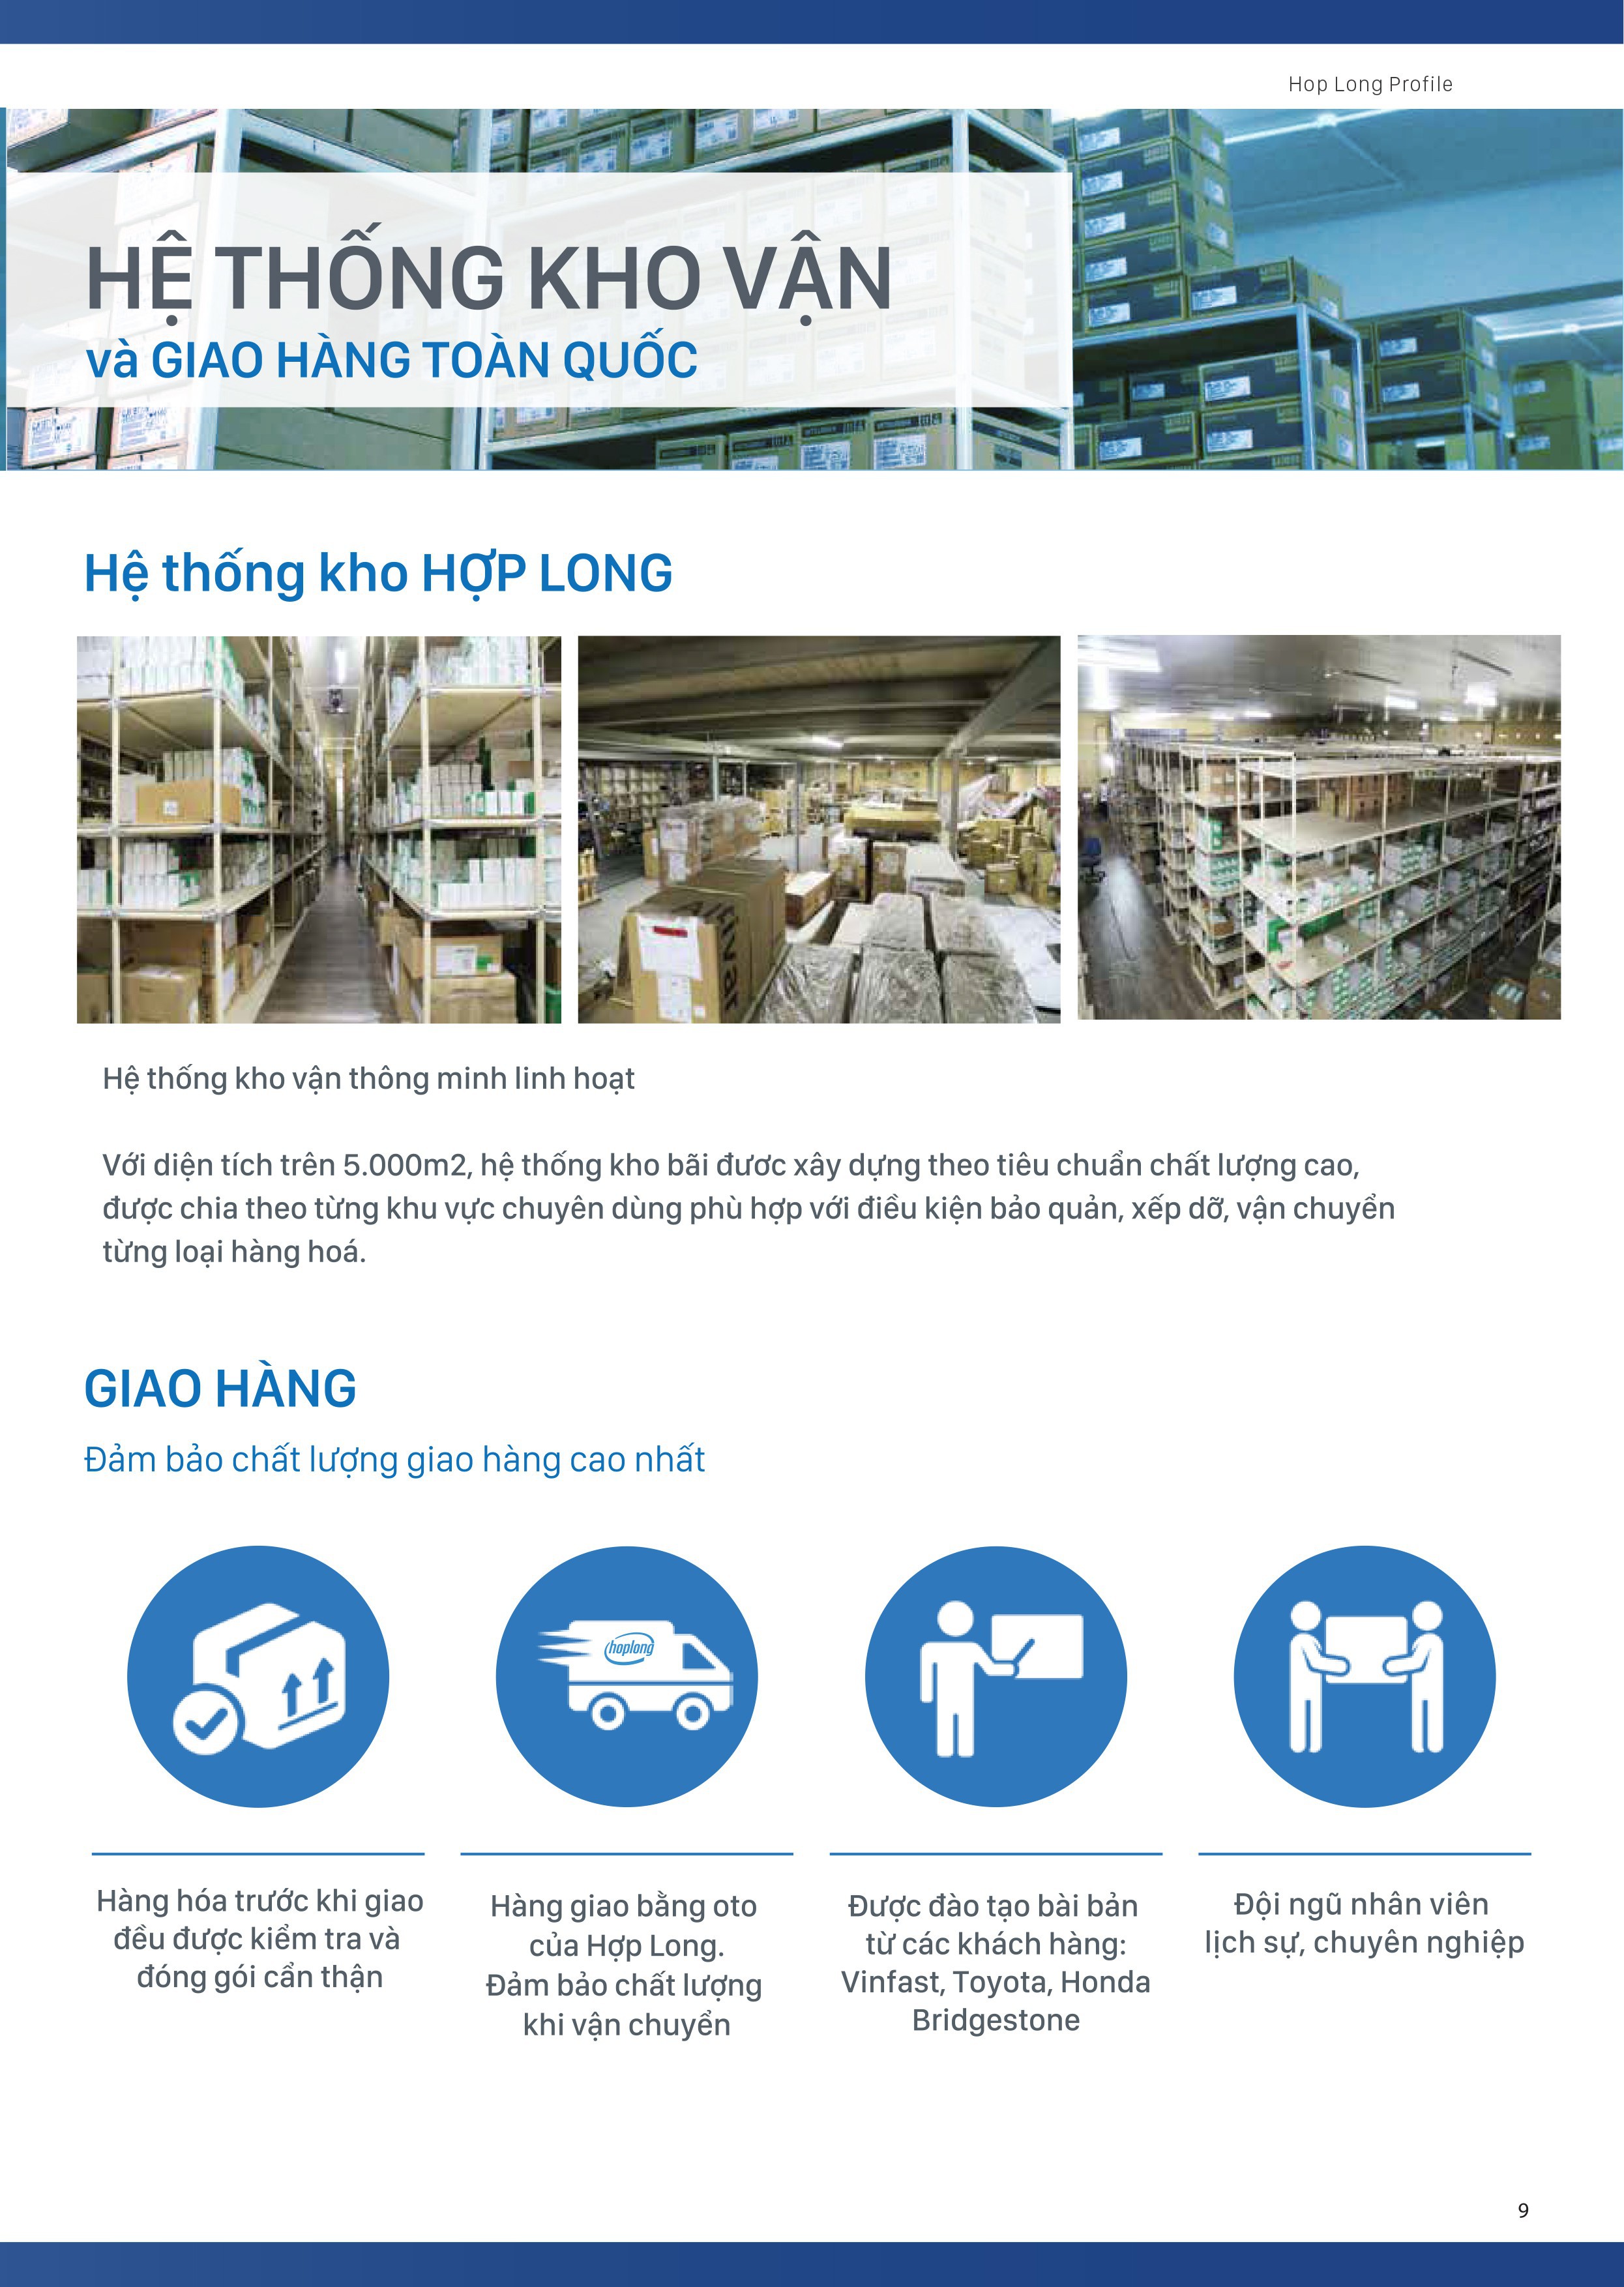 Hop Long Profile
HỆ THỐNG KHO VẬN
và GIAO HÀNG TOÀN QUỐC
Hệ thống kho HỢP LONG
Hệ thống kho vận thông minh linh hoạt
Với diện tích trên 5.000m2, hệ thống kho bãi đươc xây dựng theo tiêu chuẩn chất lượng cao,
được chia theo từng khu vực chuyên dùng phù hợp với điều kiện bảo quản, xếp dỡ, vận chuyển
từng loại hàng hoá.
GIAO HÀNG
Đảm bảo chất lượng giao hàng cao nhất
hoplong
Hàng hóa trước khi giao
đều được kiểm tra và
đóng gói cẩn thận
Hàng giao bằng oto
của Hợp Long.
Đảm bảo chất lượng
khi vận chuyển
Được đào tạo bài bản
từ các khách hàng:
Vinfast, Toyota, Honda
Bridgestone
Đội ngũ nhân viên
lịch sự, chuyên nghiệp
9